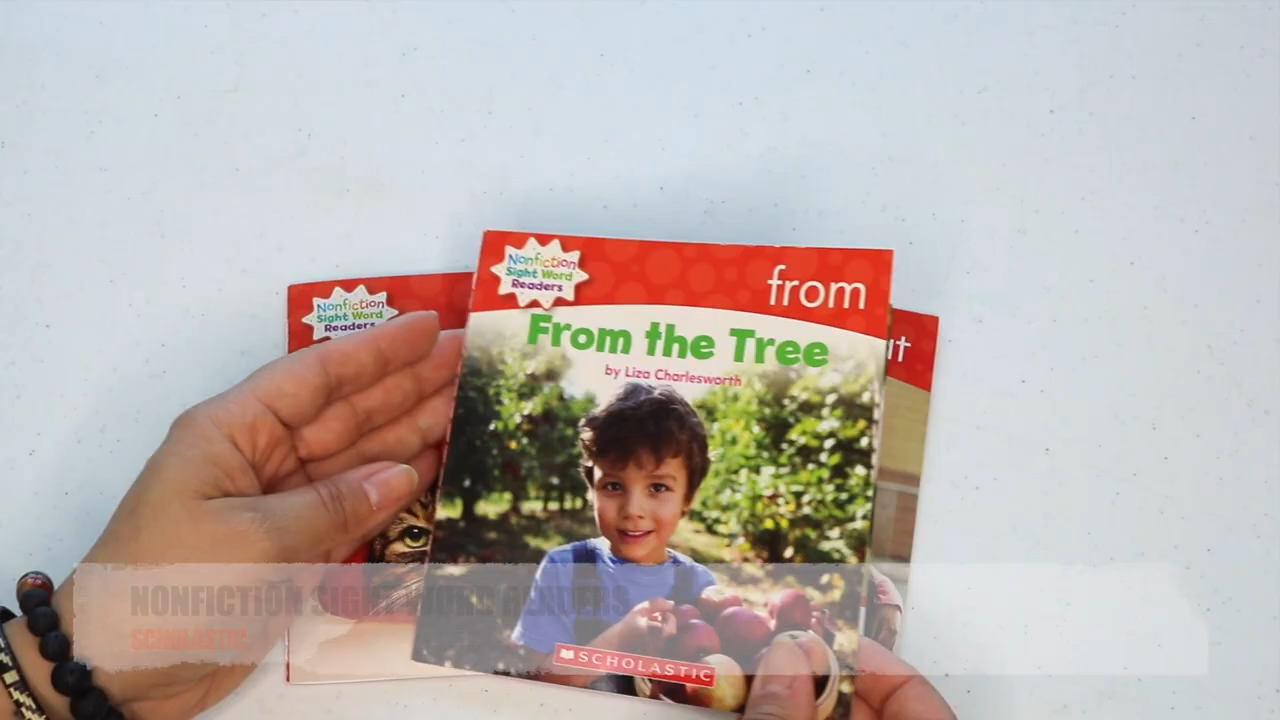 Nonfiction
Sight Word
Readers
from
From the Tree
by Liza Charlesworth
SCHOLASTIC
Nonfiction
Sight Word
Readers
NONFICTION SIGHT WORD READERS
SCHOLASTIC